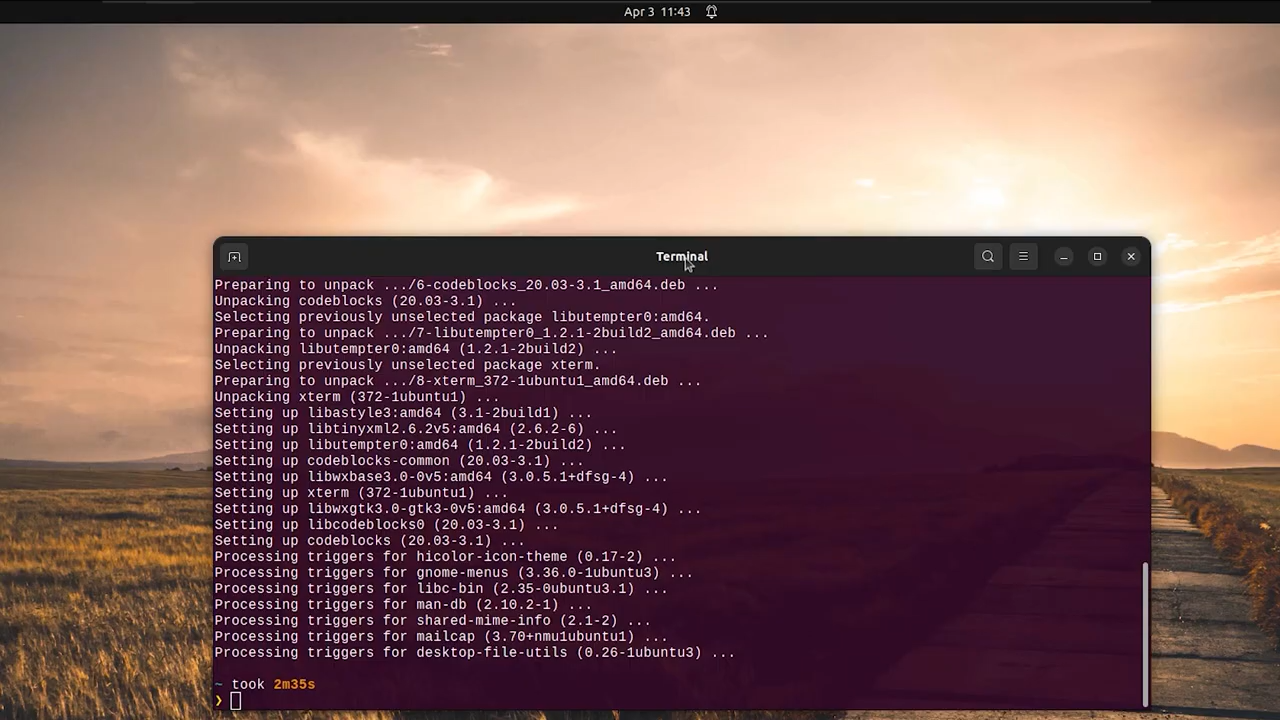 Apr 3 11:43
Terminal
Preparing to unpack .../6-codeblocks_20.03-3.1_amd64.deb ...
Unpacking codeblocks (20.03-3.1) ...
Selecting previously unselected package libutempter0:amd64.
Preparing to unpack .../7-libutempter0_1.2.1-2build2_amd64.deb ...
Unpacking libutempter0:amd64 (1.2.1-2build2) ...
Selecting previously unselected package xterm.
Preparing to unpack .../8-xterm_372-1ubuntu1_amd64.deb ...
Unpacking xterm (372-1ubuntu1) ...
Setting up libastyle3:amd64 (3.1-2build1) ...
Setting up libtinyxml2.6.2v5:amd64 (2.6.2-6) ...
Setting up libutempter0:amd64 (1.2.1-2build2) ...
Setting up codeblocks-common (20.03-3.1) ...
Setting up libwxbase3.0-0v5:amd64 (3.0.5.1+dfsg-4) ...
Setting up xterm (372-1ubuntu1) ...
Setting up libwxgtk3.0-gtk3-0v5:amd64 (3.0.5.1+dfsg-4) ...
Setting up libcodeblocks0 (20.03-3.1) ...
Setting up codeblocks (20.03-3.1) ...
Processing triggers for hicolor-icon-theme (0.17-2) ...
Processing triggers for gnome-menus (3.36.0-1ubuntu3) ...
Processing triggers for libc-bin (2.35-0ubuntu3.1) ...
Processing triggers for man-db (2.10.2-1) ...
Processing triggers for shared-mime-info (2.1-2) ...
Processing triggers for mailcap (3.70+nmu1ubuntu1) ...
Processing triggers for desktop-file-utils (0.26-1ubuntu3) ...
~ took 2m35s
❯